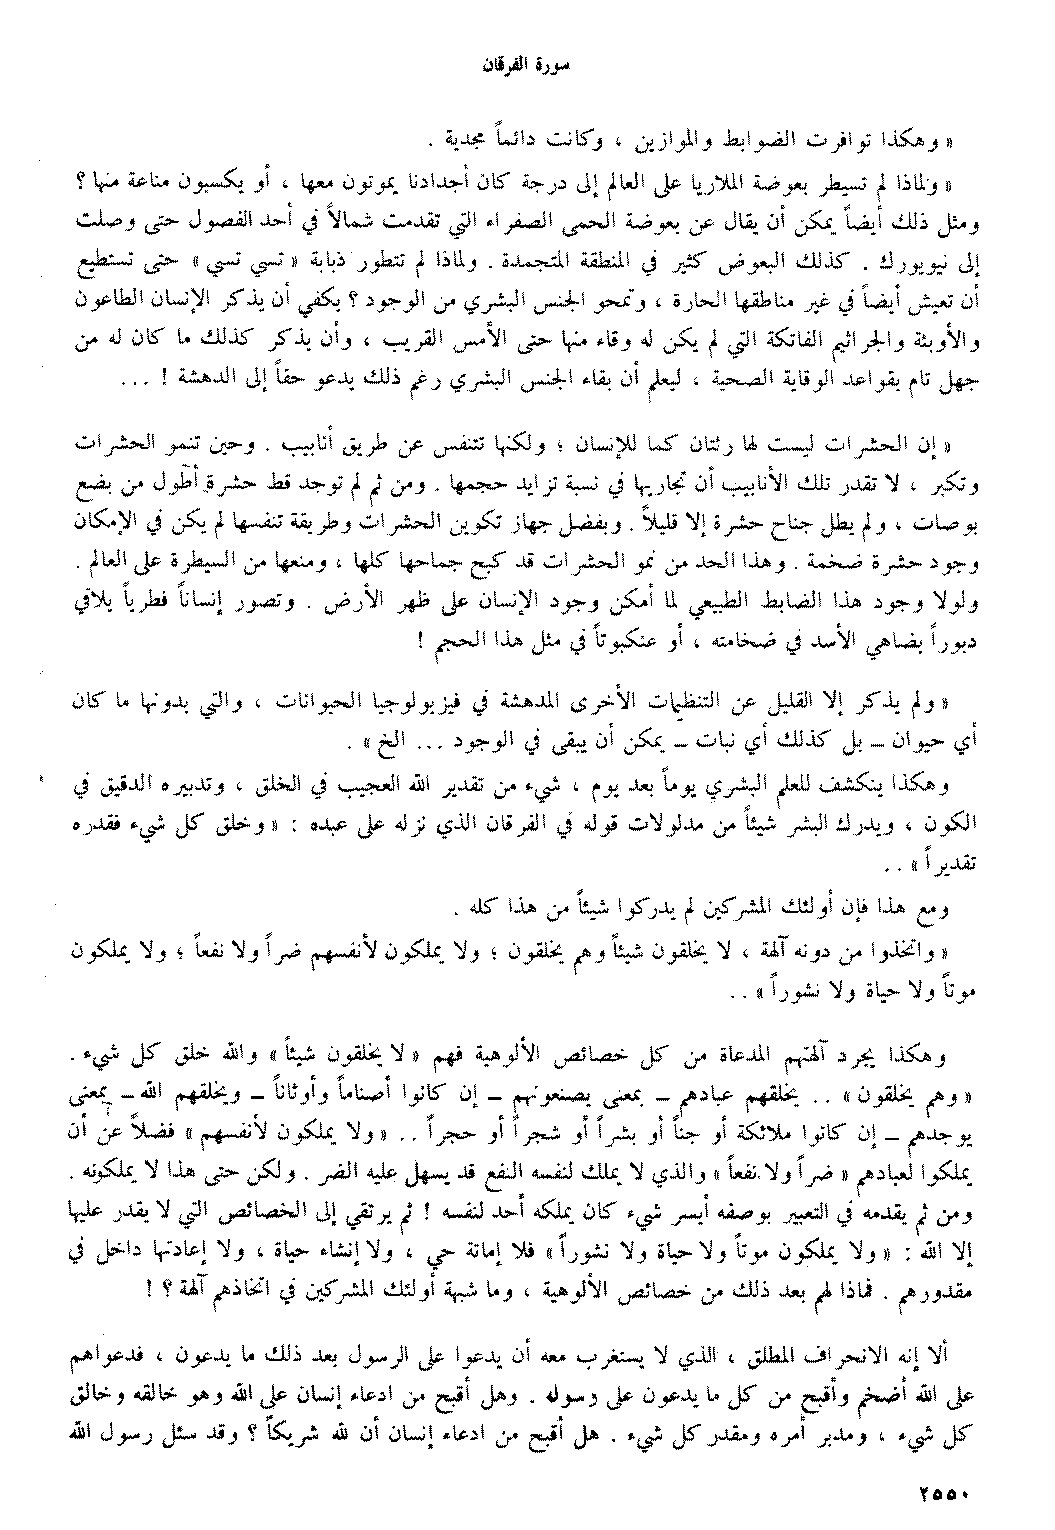 سورة الفرقان
« وهكذا توافرت الضوابط والموازين ، وكانت دائماً مجدية .
« ولماذا لم تسيطر بعوضة الملاريا على العالم إلى درجة كان أجدادنا يموتون معها ، أو يكسبون مناعة منها ؟
ومثل ذلك أيضاً يمكن أن يقال عن بعوضة الحمى الصفراء التي تقدمت شمالاً في أحد الفصول حتى وصلت
إلى نيويورك . كذلك البعوض كثير في المنطقة المتجمدة . ولماذا لم تتطور ذبابة « تسي تسي » حتى تستطيع
أن تعيش أيضاً في غير مناطقها الحارة ، وتمحو الجنس البشري من الوجود ؟ يكفي أن يذكر الإنسان الطاعون
والأوبئة والجراثيم الفاتكة التي لم يكن له وقاء منها حتى الأمس القريب ، وأن يذكر كذلك ما كان له من
جهل تام بقواعد الوقاية الصحية ، ليعلم أن بقاء الجنس البشري رغم ذلك يدعو حقاً إلى الدهشة ! ...
« إن الحشرات ليست لها رئتان كما للإنسان ؛ ولكنها تتنفس عن طريق أنابيب . وحين تنمو الحشرات
وتكبر ، لا تقدر تلك الأنابيب أن تجاريها في نسبة تزايد حجمها . ومن ثم لم توجد قط حشرة أطول من بضع
بوصات ، ولم يطل جناح حشرة إلا قليلاً . وبفضل جهاز تكوين الحشرات وطريقة تنفسها لم يكن في الإمكان
وجود حشرة ضخمة . وهذا الحد من نمو الحشرات قد كبح جماحها كلها ، ومنعها من السيطرة على العالم .
ولولا وجود هذا الضابط الطبيعي لما أمكن وجود الإنسان على ظهر الأرض . وتصور إنساناً فطرياً يلاقي
دبوراً يضاهي الأسد في ضخامته ، أو عنكبوتاً في مثل هذا الحجم !
« ولم يذكر إلا القليل عن التنظيمات الأخرى المدهشة في فيزيولوجيا الحيوانات ، والتي بدونها ما كان
أي حيوان – بل كذلك أي نبات – يمكن أن يبقى في الوجود ... الخ » .
وهكذا ينكشف للعلم البشري يوماً بعد يوم ، شيء من تقدير الله العجيب في الخلق ، وتدبيره الدقيق في
الكون ، ويدرك البشر شيئاً من مدلولات قوله في الفرقان الذي نزله على عبده : « وخلق كل شيء فقدره
تقديراً » . .
ومع هذا فإن أولئك المشركين لم يدركوا شيئاً من هذا كله .
« واتخذوا من دونه آلهة ، لا يخلقون شيئاً وهم يخلقون ؛ ولا يملكون لأنفسهم ضراً ولا نفعاً ؛ ولا يملكون
موتاً ولا حياة ولا نشوراً » . .
وهكذا يجرد آلهتهم المدعاة من كل خصائص الألوهية فهم « لا يخلقون شيئاً » والله خلق كل شيء .
« وهم يخلقون » . . يخلقهم عبادهم – بمعنى يصنعونهم – إن كانوا أصناماً وأوثاناً – ويخلقهم الله – بمعنى
يوجدهم – إن كانوا ملائكة أو جناً أو بشراً أو شجراً أو حجراً . . « ولا يملكون لأنفسهم » فضلاً عن أن
يملكوا لعبادهم « ضراً ولا نفعاً » والذي لا يملك لنفسه النفع قد يسهل عليه الضر . ولكن حتى هذا لا يملكونه .
ومن ثم يقدمه في التعبير بوصفه أيسر شيء كان يملكه أحد لنفسه ! ثم يرتقي إلى الخصائص التي لا يقدر عليها
إلا الله : « ولا يملكون موتاً ولا حياة ولا نشوراً » فلا إماتة حي ، ولا إنشاء حياة ، ولا إعادتها داخل في
مقدورهم . فماذا لهم بعد ذلك من خصائص الألوهية ، وما شبهة أولئك المشركين في اتخاذهم آلهة ؟ !
ألا إنه الانحراف المطلق ، الذي لا يستغرب معه أن يدعوا على الرسول بعد ذلك ما يدعون ، فدعواهم
على الله أضخم وأقبح من كل ما يدعون على رسوله . وهل أقبح من ادعاء إنسان على الله وهو خالقه وخالق
كل شيء ، ومدبر أمره ومقدر كل شيء . هل أقبح من ادعاء إنسان أن لله شريكاً ؟ وقد سئل رسول الله
٢٥٥٠